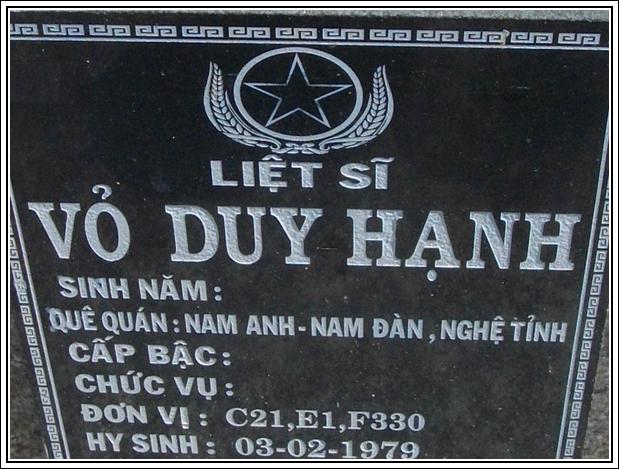 LIỆT SĨ
VỎ DUY HẠNH
SINH NĂM :
QUÊ QUÁN : NAM ANH - NAM ĐÀN , NGHỆ TỈNH
CẤP BẬC :
CHỨC VỤ :
ĐƠN VỊ : C21,E1,F330
HY SINH : 03-02-1979